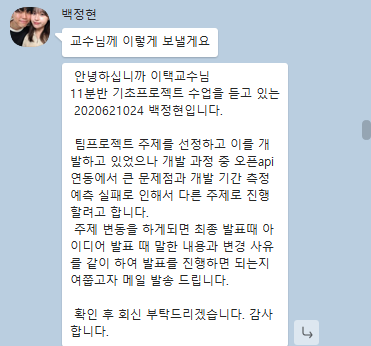 백정현
교수님께 이렇게 보낼게요
안녕하십니까 이택교수님
11분반 기초프로젝트 수업을 듣고 있는
2020621024 백정현입니다.
팀프로젝트 주제를 선정하고 이를 개
발하고 있었으나 개발 과정 중 오픈api
연동에서 큰 문제점과 개발 기간 측정
예측 실패로 인해서 다른 주제로 진행
할려고 합니다.
주제 변동을 하게되면 최종 발표때 아
이디어 발표 때 말한 내용과 변경 사유
를 같이 하여 발표를 진행하면 되는지
여쭙고자 메일 발송 드립니다.
확인 후 회신 부탁드리겠습니다. 감사
합니다.